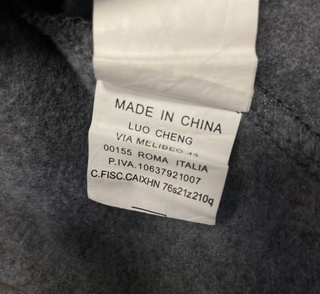 MADE IN CHINA
LUO CHENG
VIA MELIBEO
00155 ROMA ITALIA
P.IVA.10637921007
C.FISC.CAIXHN 76s21z210q